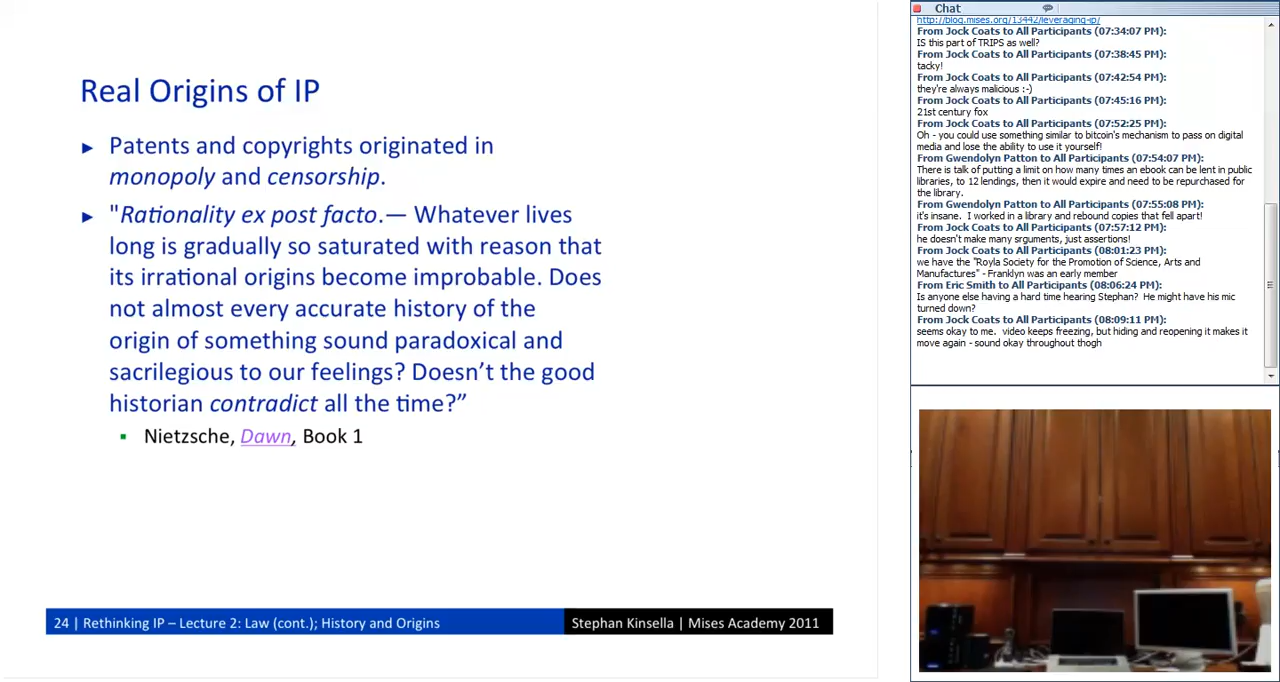 Real Origins of IP
► Patents and copyrights originated in
monopoly and censorship.
► "Rationality ex post facto.— Whatever lives
long is gradually so saturated with reason that
its irrational origins become improbable. Does
not almost every accurate history of the
origin of something sound paradoxical and
sacrilegious to our feelings? Doesn’t the good
historian contradict all the time?”
▪ Nietzsche, Dawn, Book 1
24 | Rethinking IP – Lecture 2: Law (cont.); History and Origins
Stephan Kinsella | Mises Academy 2011
Chat
http://blog.mises.org/13442/leveraging-ip/
From Jock Coats to All Participants (07:34:07 PM):
IS this part of TRIPS as well?
From Jock Coats to All Participants (07:38:45 PM):
tacky!
From Jock Coats to All Participants (07:42:54 PM):
they're always malicious :-)
From Jock Coats to All Participants (07:45:16 PM):
21st century fox
From Jock Coats to All Participants (07:52:25 PM):
Oh - you could use something similar to bitcoin's mechanism to pass on digital
media and lose the ability to use it yourself!
From Gwendolyn Patton to All Participants (07:54:07 PM):
There is talk of putting a limit on how many times an ebook can be lent in public
libraries, to 12 lendings, then it would expire and need to be repurchased for
the library.
From Gwendolyn Patton to All Participants (07:55:08 PM):
it's insane.  I worked in a library and rebound copies that fell apart!
From Jock Coats to All Participants (07:57:12 PM):
he doesn't make many srguments, just assertions!
From Jock Coats to All Participants (08:01:23 PM):
we have the "Royla Society for the Promotion of Science, Arts and
Manufactures" - Franklyn was an early member
From Eric Smith to All Participants (08:06:24 PM):
Is anyone else having a hard time hearing Stephan?  He might have his mic
turned down?
From Jock Coats to All Participants (08:09:11 PM):
seems okay to me.  video keeps freezing, but hiding and reopening it makes it
move again - sound okay throughout thogh